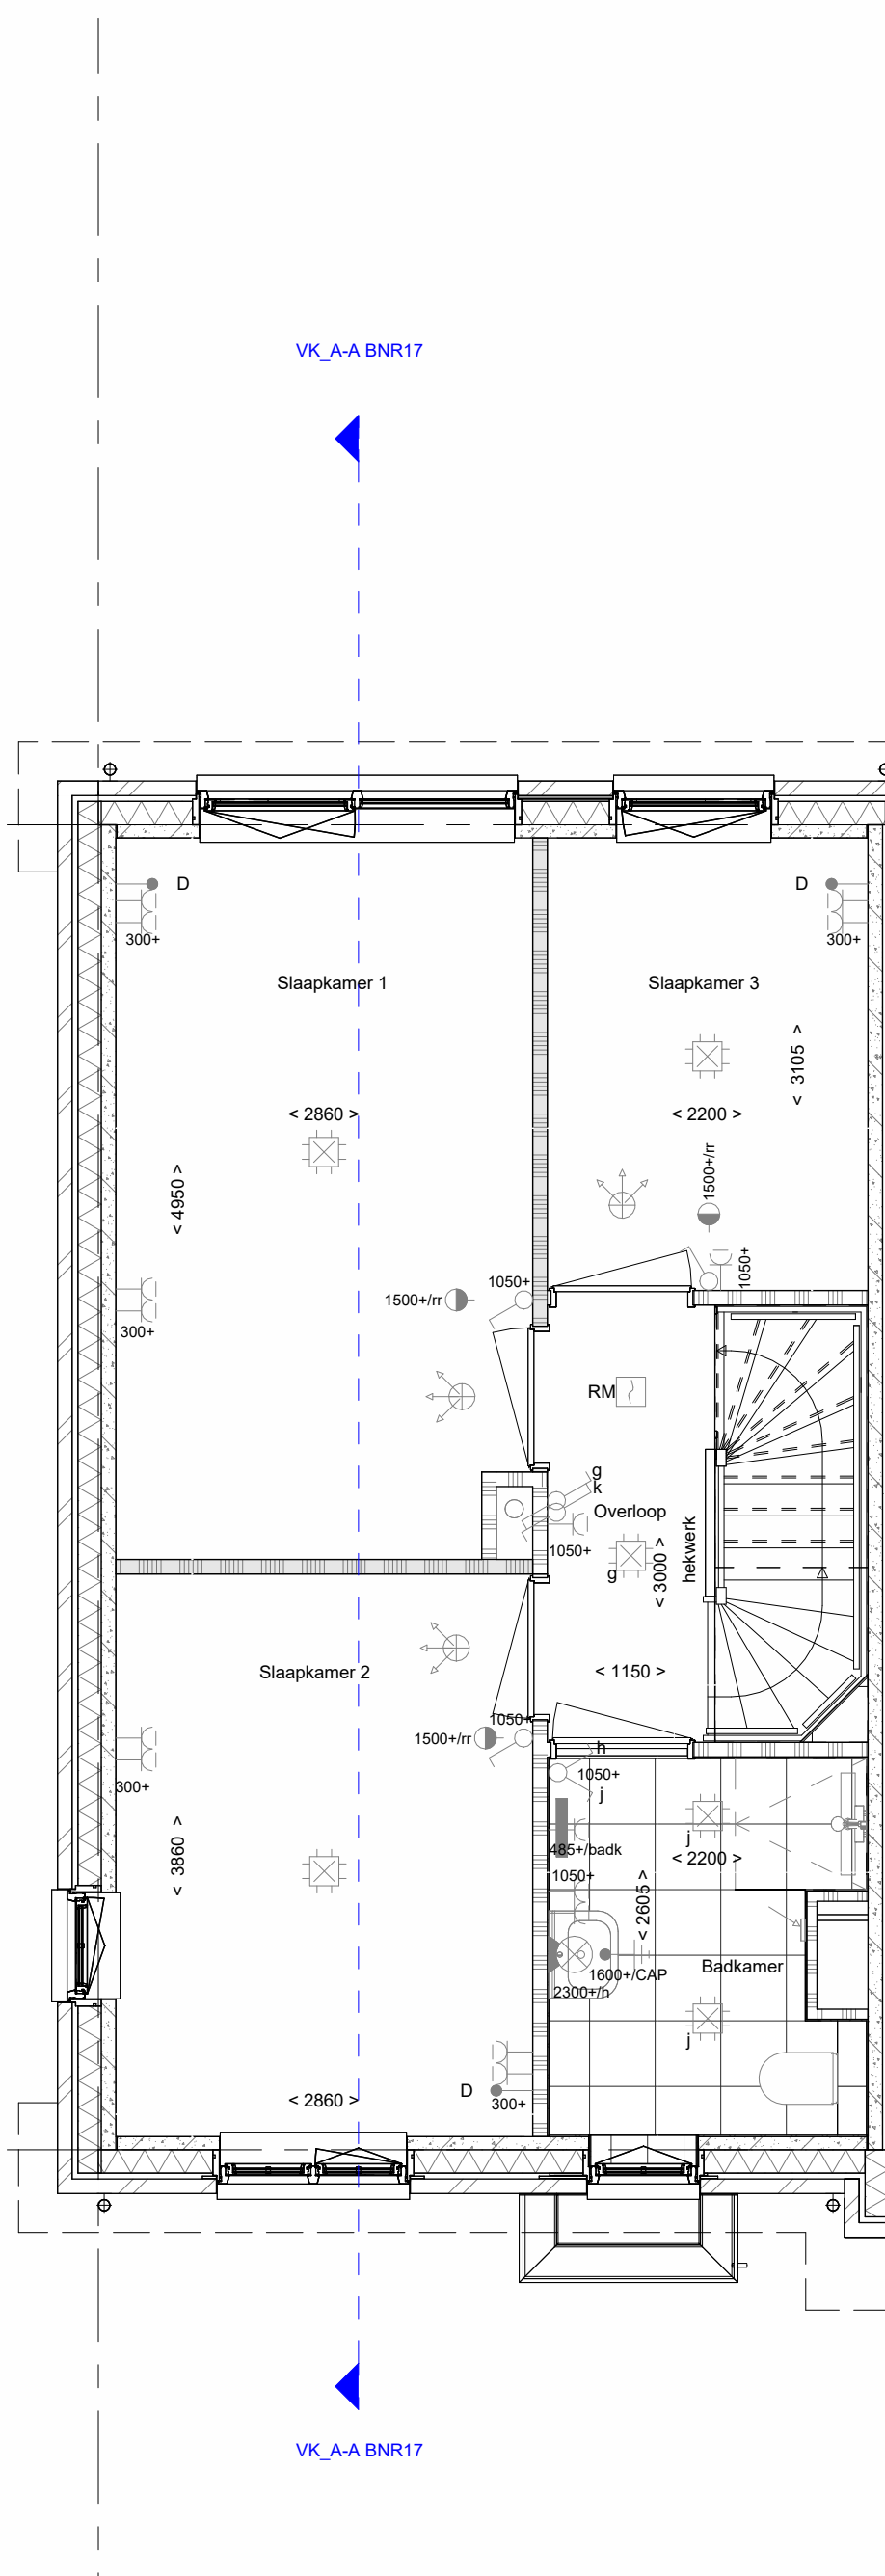 VK_A-A BNR17
D
D
300+
300+
Slaapkamer 1
Slaapkamer 3
< 3105 >
< 2860 >
< 2200 >
< 4950 >
1500+/rr
1050+
1050+
1500+/rr
300+
RM
g
k
Overloop
1050+
hekwerk
< 3000 >
g
Slaapkamer 2
< 1150 >
1050+
1500+/rr
h
1050+
300+
j
j
485+/badk
< 2200 >
< 3860 >
1050+
< 2605 >
Badkamer
1600+/CAP
2300+/h
j
D
< 2860 >
300+
VK_A-A BNR17